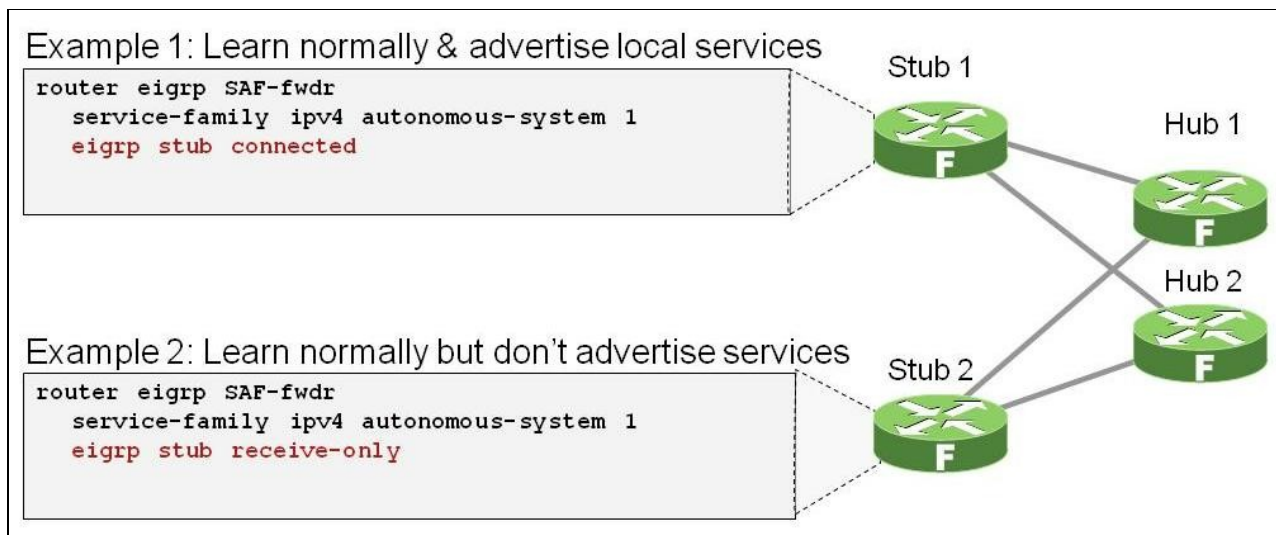 Example 1: Learn normally & advertise local services
router eigrp SAF-fwdr
service-family ipv4 autonomous-system 1
eigrp stub connected
Stub 1
F
Hub 1
F
Hub 2
F
Example 2: Learn normally but don't advertise services
router eigrp SAF-fwdr
service-family ipv4 autonomous-system 1
eigrp stub receive-only
Stub 2
F